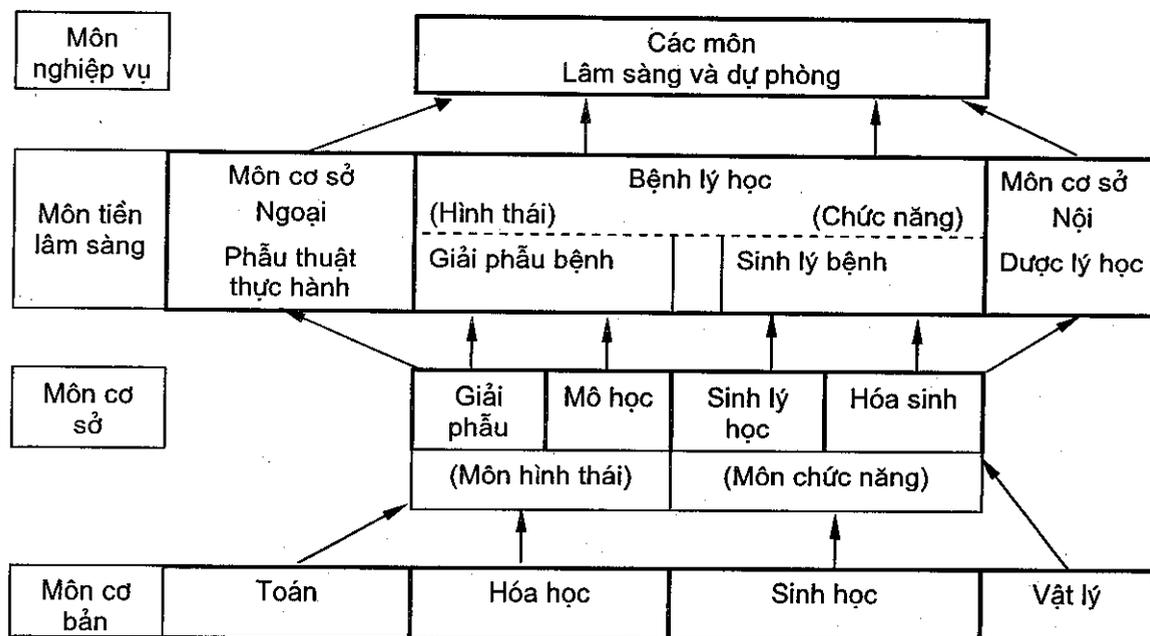 Môn
nghiệp vụ
Các môn
Lâm sàng và dự phòng
Môn tiền
lâm sàng
Môn cơ sở
Ngoại
Phẫu thuật
thực hành
Bệnh lý học
(Hình thái)
(Chức năng)
Giải phẫu bệnh
Sinh lý bệnh
Môn cơ sở
Nội
Dược lý học
Môn cơ
sở
Giải
phẫu
Mô học
Sinh lý
học
Hóa sinh
(Môn hình thái)
(Môn chức năng)
Môn cơ
bản
Toán
Hóa học
Sinh học
Vật lý